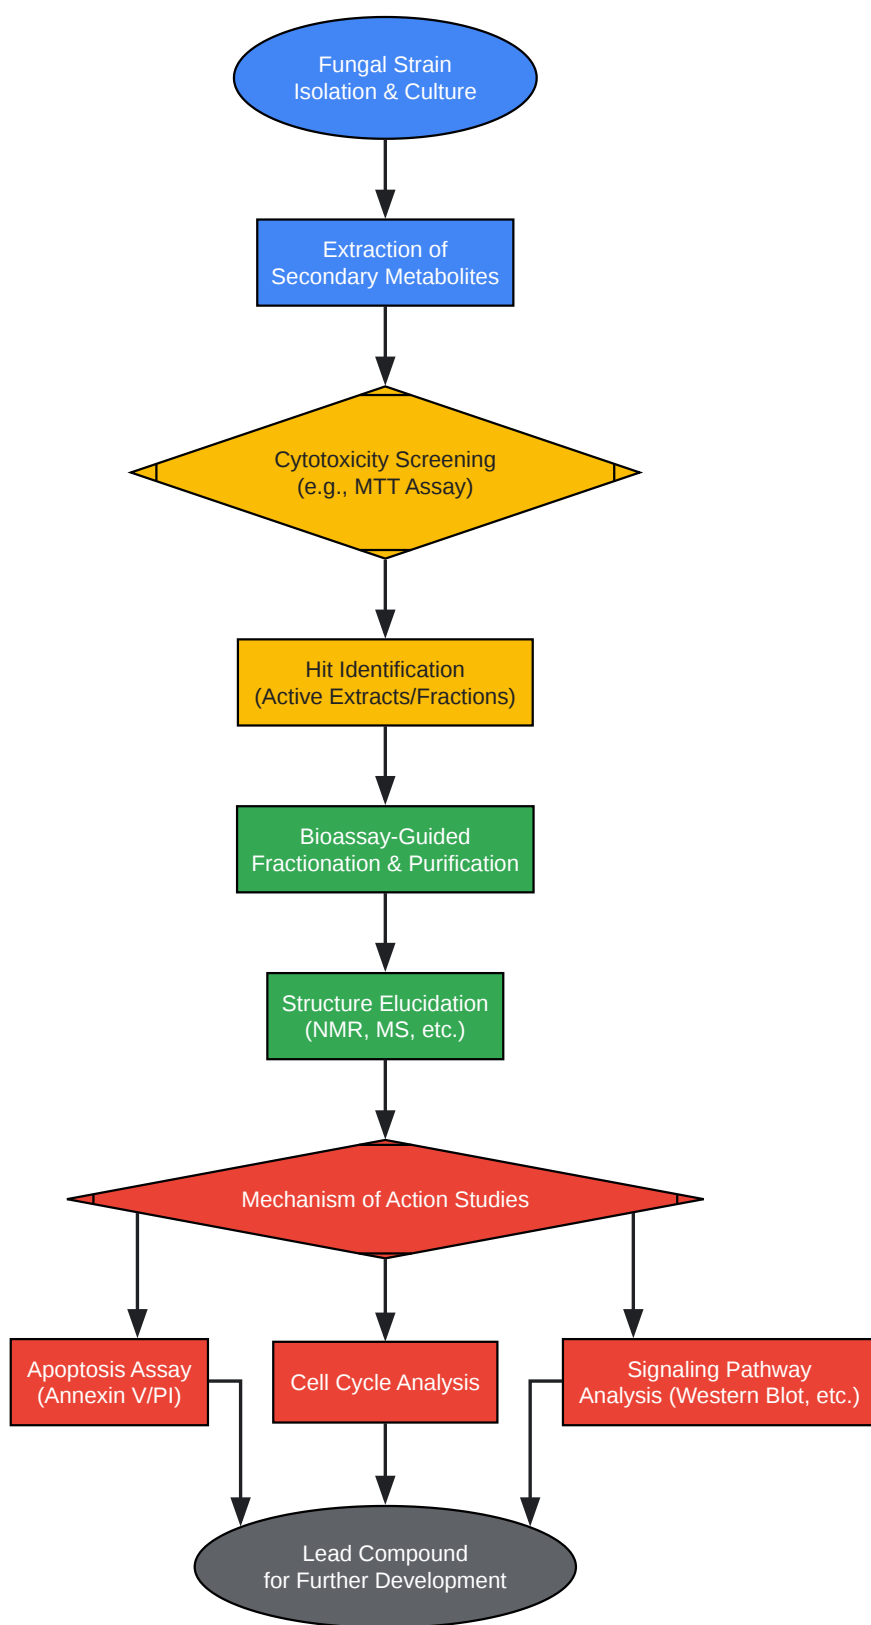 Fungal Strain
Isolation & Culture
Extraction of
Secondary Metabolites
Cytotoxicity Screening
(e.g., MTT Assay)
Hit Identification
(Active Extracts/Fractions)
Bioassay-Guided
Fractionation & Purification
Structure Elucidation
(NMR, MS, etc.)
Mechanism of Action Studies
Apoptosis Assay
(Annexin V/PI)
Cell Cycle Analysis
Signaling Pathway
Analysis (Western Blot, etc.)
Lead Compound
for Further Development